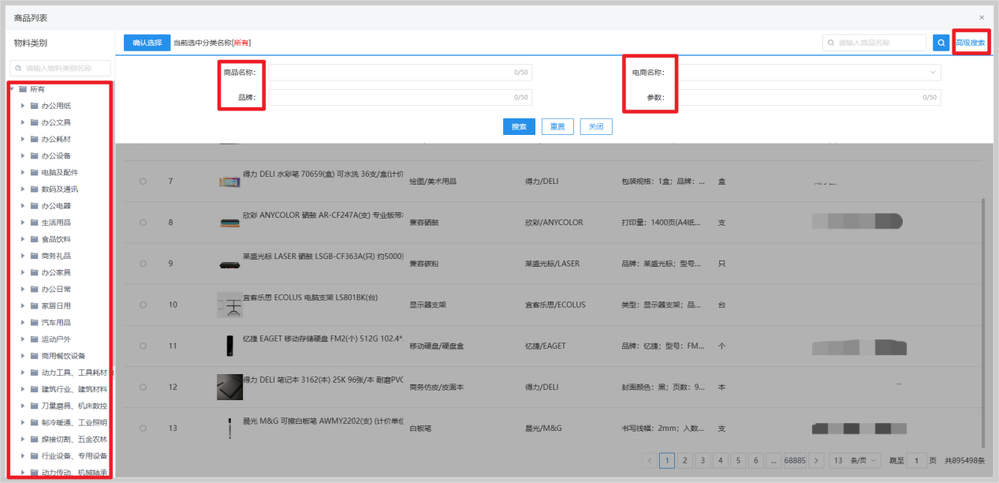 商品列表
×
物料类别
确认选择 当前选中分类名称[所有]
请输入商品名称
高级搜索
请输入物料类别名称
商品名称： 0/50
电商名称：
品牌： 0/50
参数： 0/50
搜索 重置 关闭
所有
办公用纸
办公文具
办公耗材
办公设备
电脑及配件
数码及通讯
办公电器
生活用品
食品饮料
商务礼品
办公家具
办公日常
家居日用
汽车用品
运动户外
商用餐饮设备
动力工具、工具耗材
建筑行业、建筑材料
刀量磨具、机床数控
制冷暖通、工业照明
焊接切割、五金农林
行业设备、专用设备
动力传动、机械轴承
7 得力 DELI 水彩笔 70659(盒) 可水洗 36支/盒(计价 绘图/美术用品 得力/DELI 包装规格：1盒；品牌：... 盒
8 欣彩 ANYCOLOR 硒鼓 AR-CF247A(支) 专业版带 兼容硒鼓 欣彩/ANYCOLOR 打印量：1400页(A4纸... 支
9 莱盛光标 LASER 硒鼓 LSGB-CF363A(只) 约5000 兼容碳粉 莱盛光标/LASER 品牌：莱盛光标；型号... 只
10 宜客乐思 ECOLUS 电脑支架 LS801BK(台) 显示器支架 宜客乐思/ECOLUS 类型：显示器支架；品... 台
11 亿捷 EAGET 移动存储硬盘 FM2(个) 512G 102.4* 移动硬盘/硬盘盒 亿捷/EAGET 品牌：亿捷；型号：FM... 个
12 得力 DELI 笔记本 3162(本) 25K 96张/本 耐磨PVC 商务仿皮/皮面本 得力/DELI 封面颜色：黑；页数：9... 本
13 晨光 M&G 可擦白板笔 AWMY2202(支) (计价单位 白板笔 晨光/M&G 书写线幅：2mm；入数... 支
1 2 3 4 5 6 ... 68885 13 条/页 跳至 1 页 共895498条